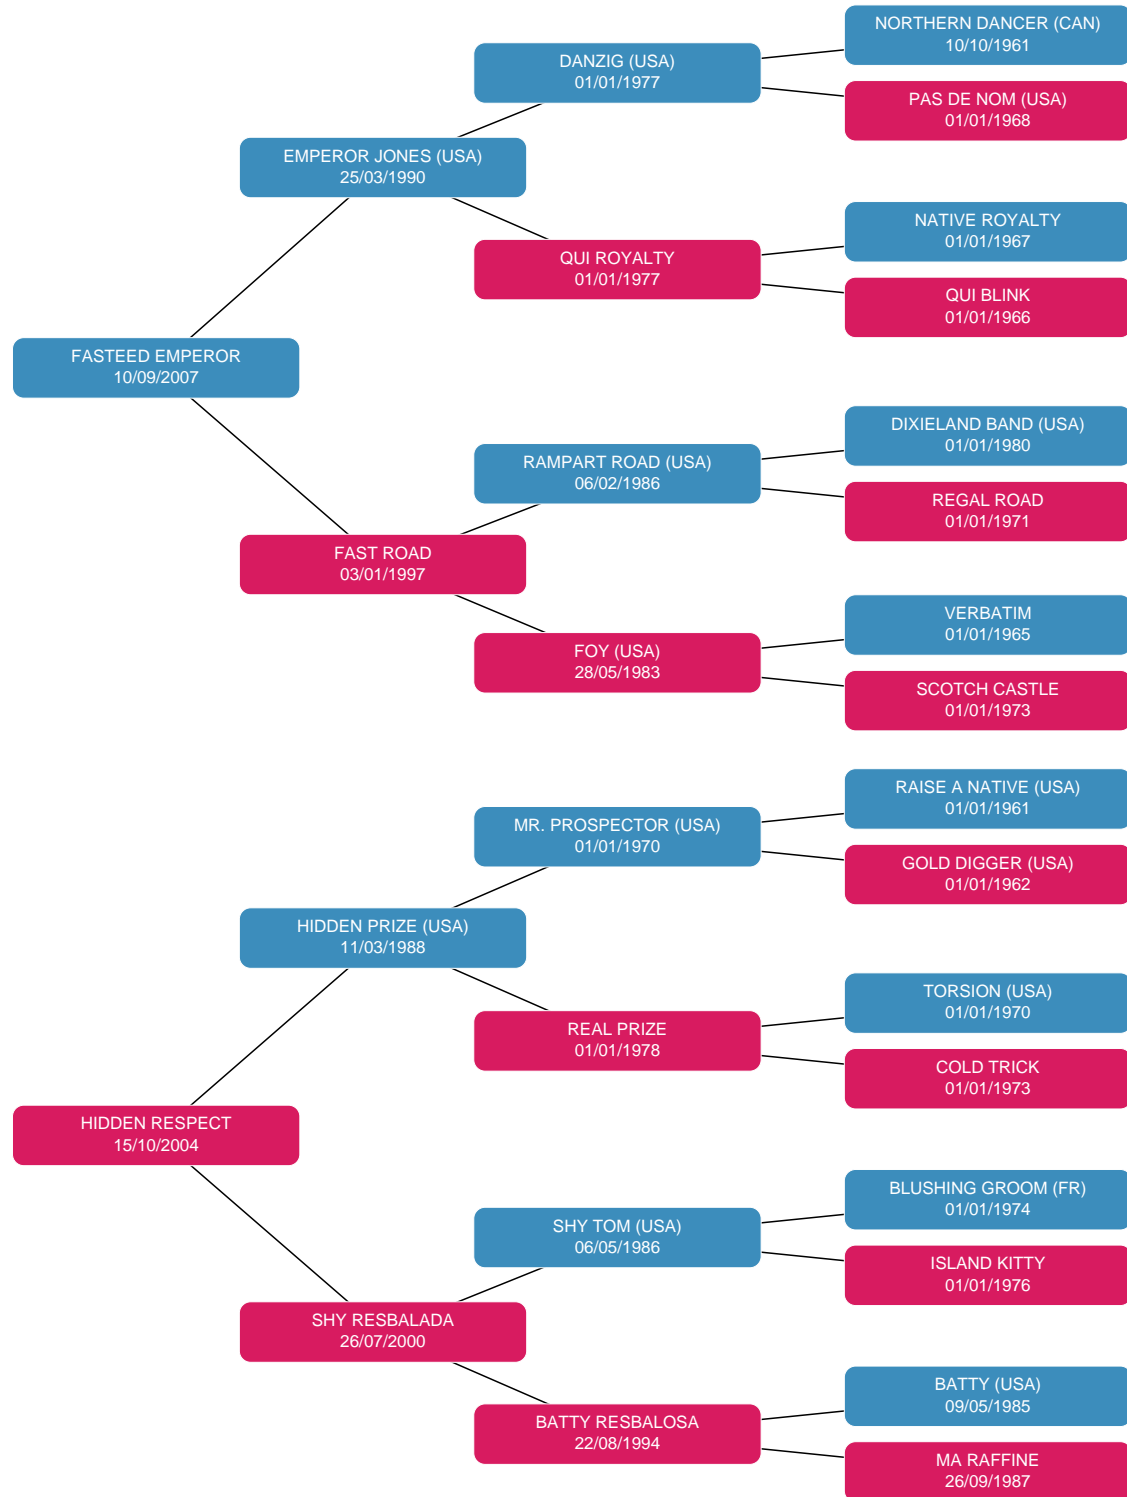 NORTHERN DANCER (CAN)
10/10/1961
DANZIG (USA)
01/01/1977
PAS DE NOM (USA)
01/01/1968
EMPEROR JONES (USA)
25/03/1990
NATIVE ROYALTY
01/01/1967
QUI ROYALTY
01/01/1977
QUI BLINK
01/01/1966
FASTEED EMPEROR
10/09/2007
DIXIELAND BAND (USA)
01/01/1980
RAMPART ROAD (USA)
06/02/1986
REGAL ROAD
01/01/1971
FAST ROAD
03/01/1997
VERBATIM
01/01/1965
FOY (USA)
28/05/1983
SCOTCH CASTLE
01/01/1973
RAISE A NATIVE (USA)
01/01/1961
MR. PROSPECTOR (USA)
01/01/1970
GOLD DIGGER (USA)
01/01/1962
HIDDEN PRIZE (USA)
11/03/1988
TORSION (USA)
01/01/1970
REAL PRIZE
01/01/1978
COLD TRICK
01/01/1973
HIDDEN RESPECT
15/10/2004
BLUSHING GROOM (FR)
01/01/1974
SHY TOM (USA)
06/05/1986
ISLAND KITTY
01/01/1976
SHY RESBALADA
26/07/2000
BATTY (USA)
09/05/1985
BATTY RESBALOSA
22/08/1994
MA RAFFINE
26/09/1987